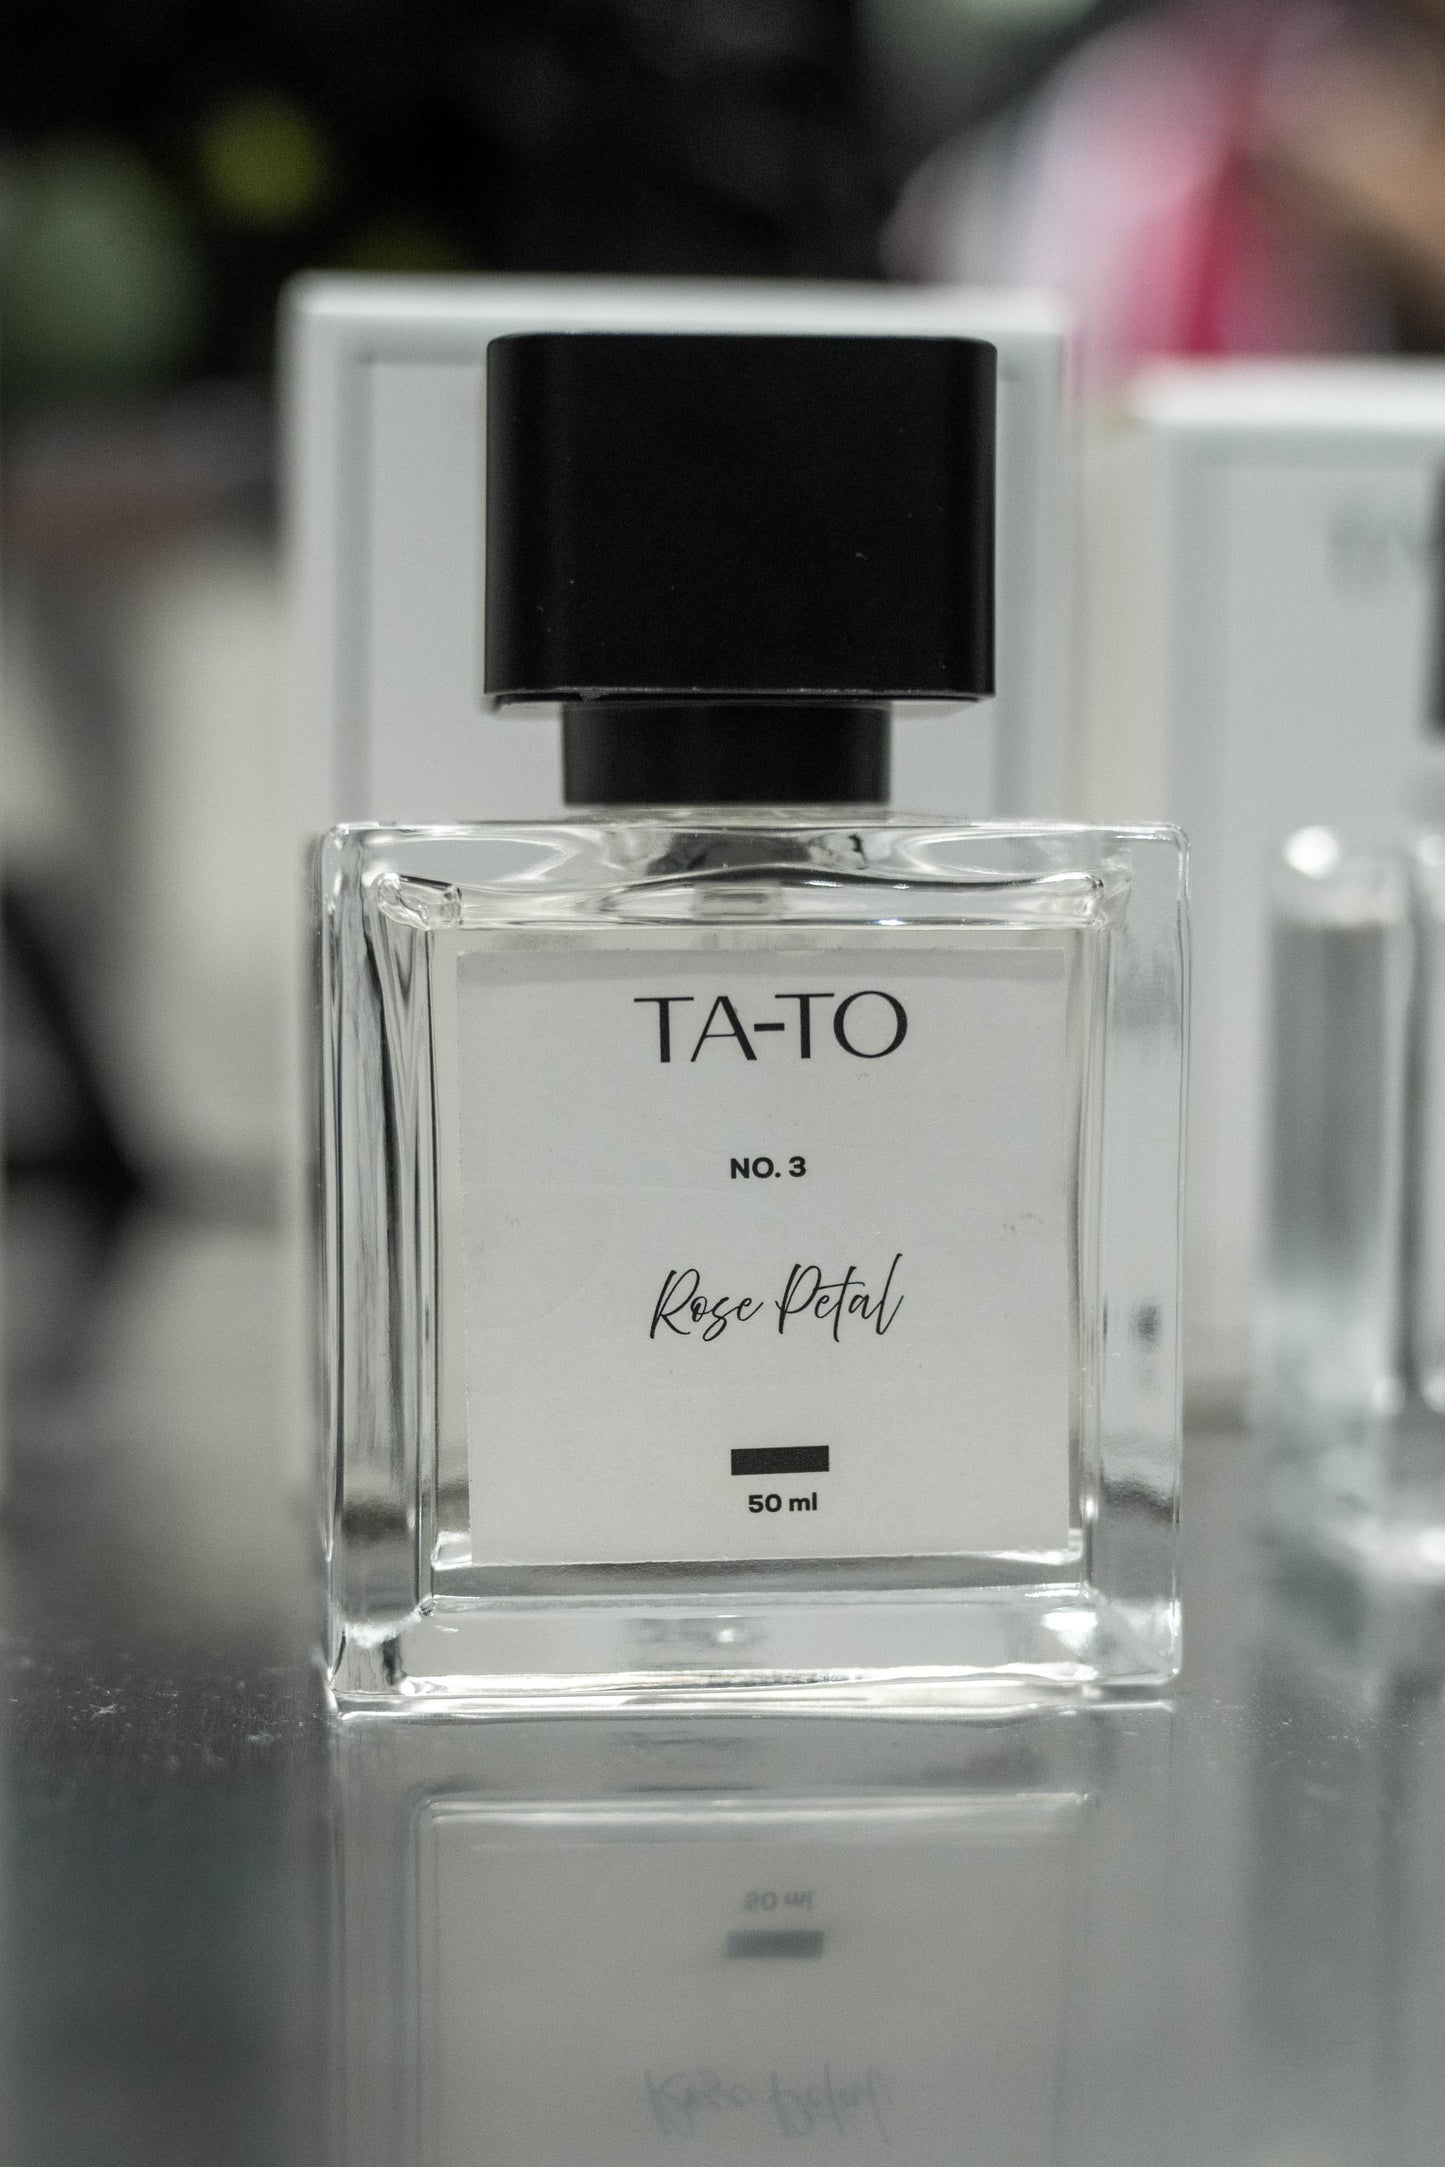 TA-TO
NO. 3
Rose Petal
50 ml